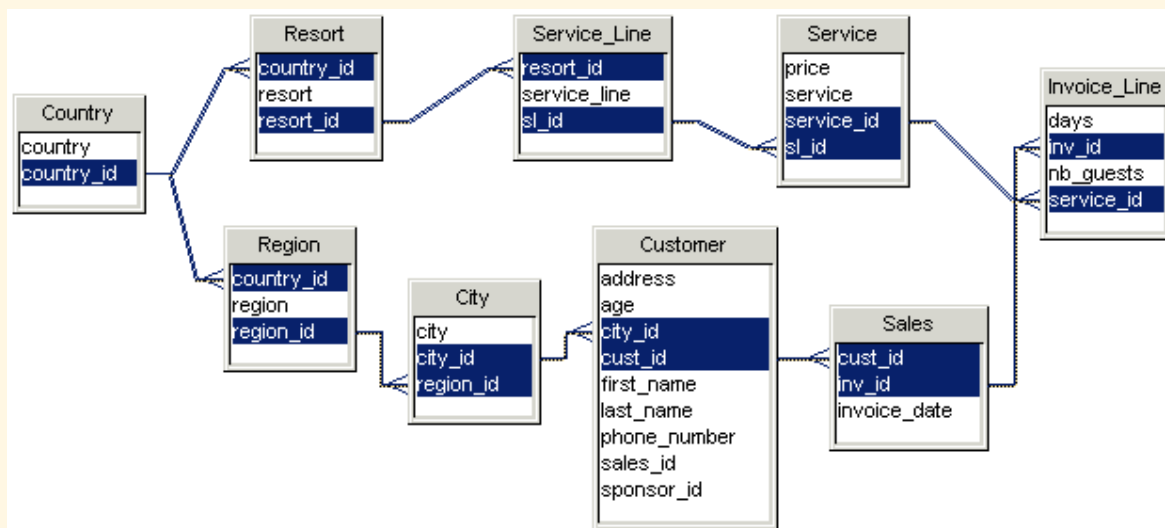 Country
country
country_id
Resort
country_id
resort
resort_id
Service_Line
resort_id
service_line
sl_id
Service
price
service
service_id
sl_id
Invoice_Line
days
inv_id
nb_guests
service_id
Region
country_id
region
region_id
City
city
city_id
region_id
Customer
address
age
city_id
cust_id
first_name
last_name
phone_number
sales_id
sponsor_id
Sales
cust_id
inv_id
invoice_date